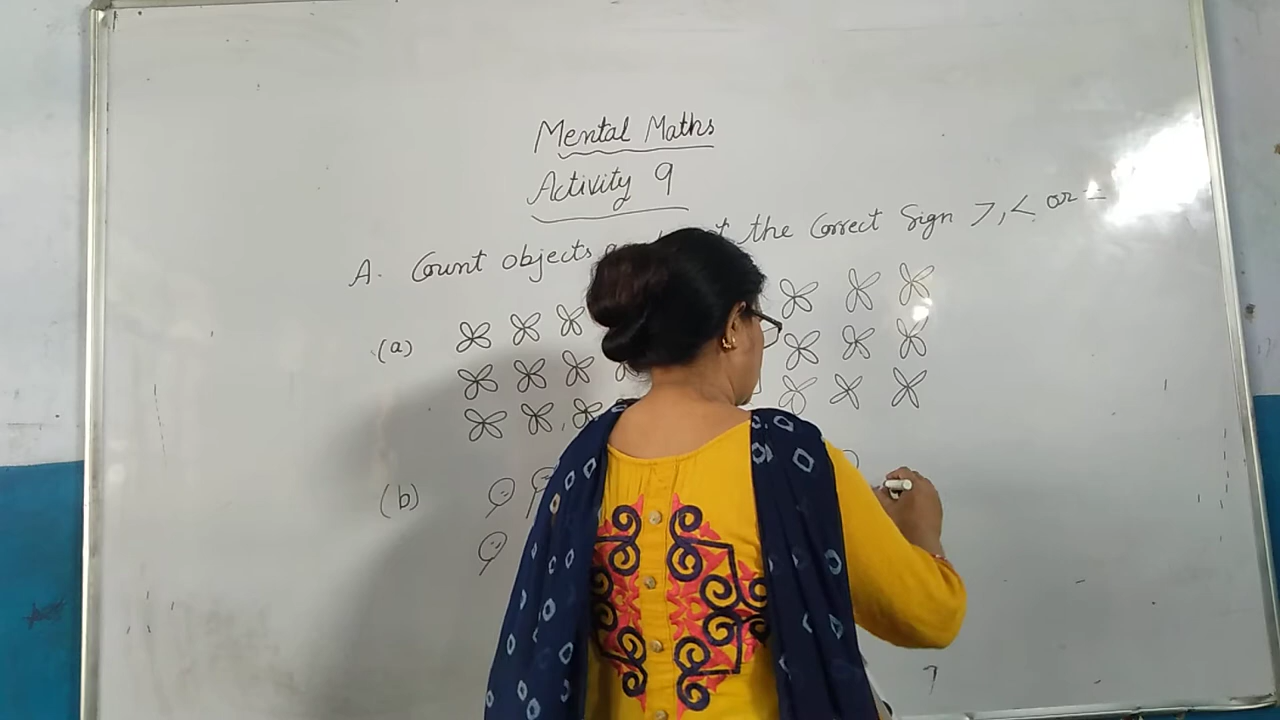 Mental Maths
Activity 9
A. Count objects the Correct Sign >, < or =
(a)
(b)